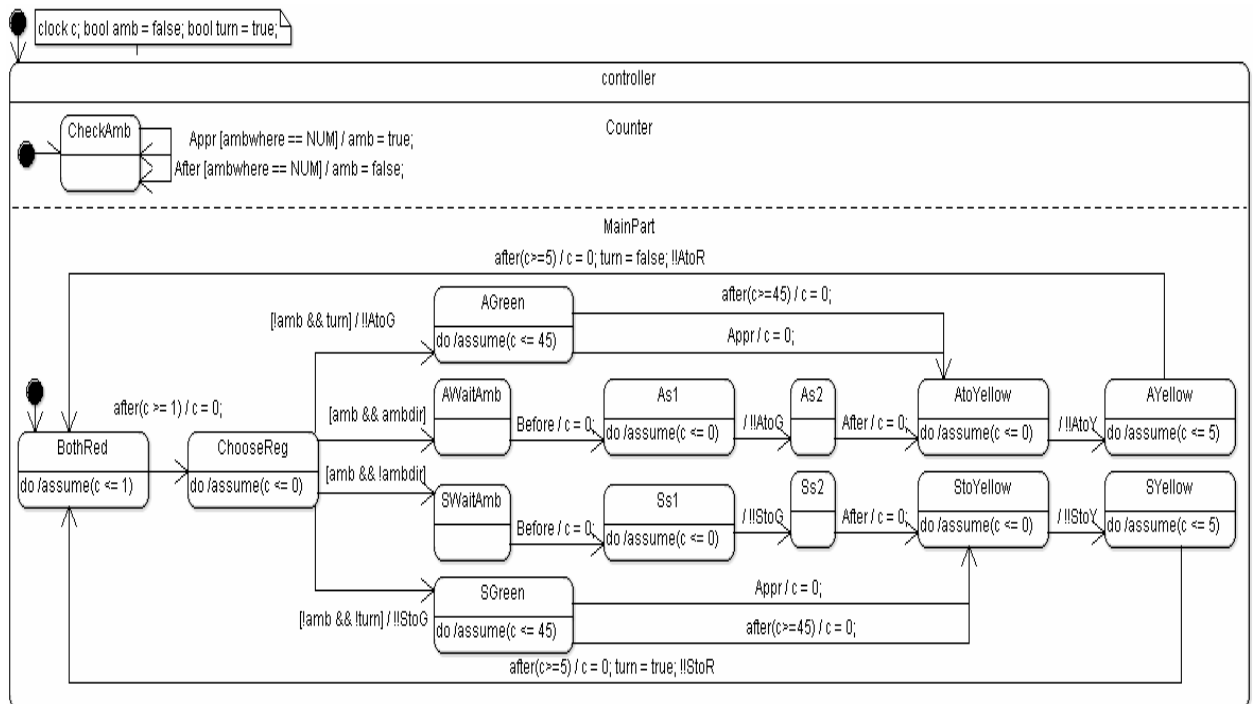 clock c; bool amb = false; bool turn = true;
controller
Counter
CheckAmb
Appr [ambwhere == NUM] / amb = true;
After [ambwhere == NUM] / amb = false;
MainPart
after(c>=5) / c = 0; turn = false; !!AtoR
AGreen
do /assume(c <= 45)
after(c>=45) / c = 0;
Appr / c = 0;
[!amb && turn] / !!AtoG
after(c >= 1) / c = 0;
BothRed
do /assume(c <= 1)
ChooseReg
do /assume(c <= 0)
[amb && ambdir]
AWaitAmb
Before / c = 0;
As1
do /assume(c <= 0)
/ !!AtoG
As2
After / c = 0;
AtoYellow
do /assume(c <= 0)
/ !!AtoY
AYellow
do /assume(c <= 5)
[amb && !ambdir]
SWaitAmb
Before / c = 0;
Ss1
do /assume(c <= 0)
/ !!StoG
Ss2
After / c = 0;
StoYellow
do /assume(c <= 0)
/ !!StoY
SYellow
do /assume(c <= 5)
[!amb && !turn] / !!StoG
SGreen
do /assume(c <= 45)
Appr / c = 0;
after(c>=45) / c = 0;
after(c>=5) / c = 0; turn = true; !!StoR